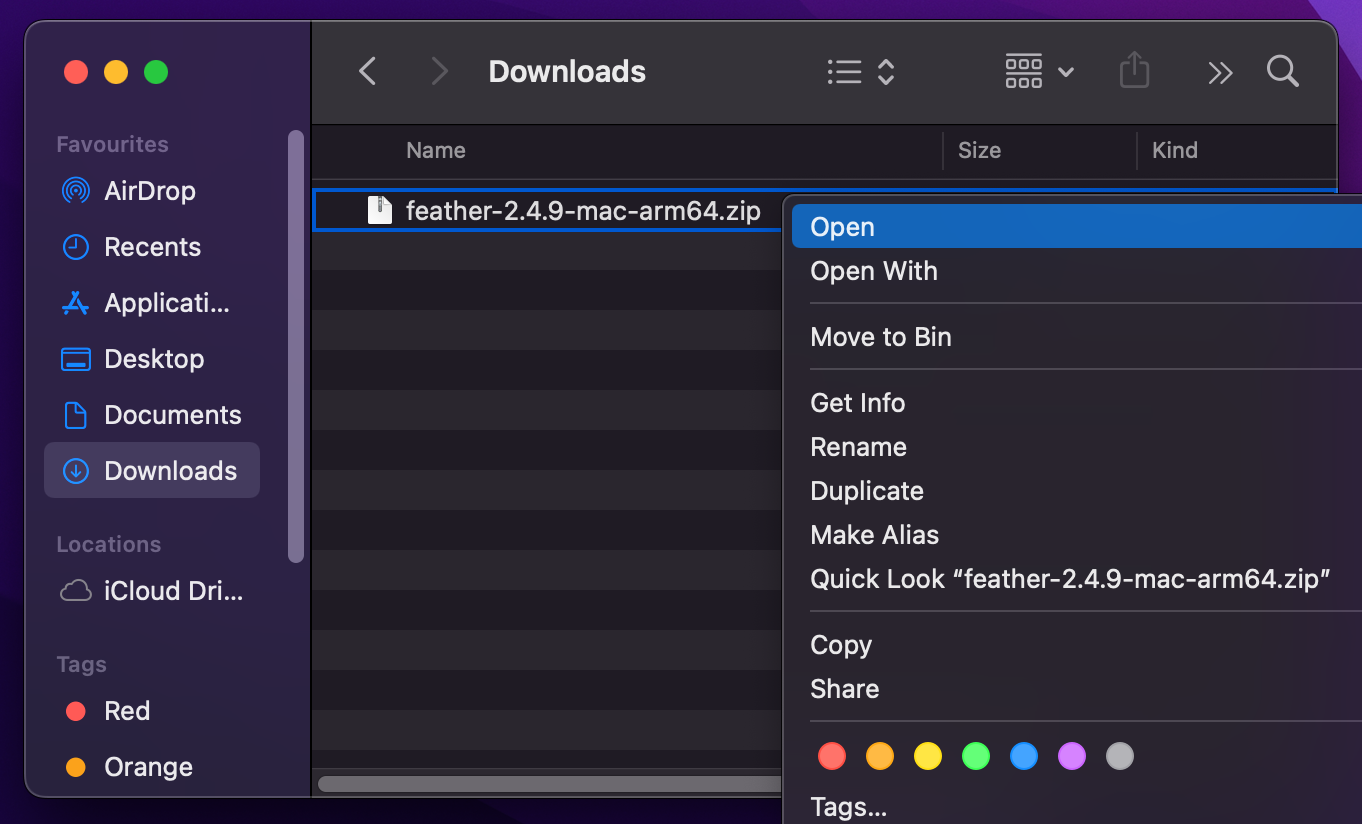 Downloads
Favourites
AirDrop
Recents
Applicati...
Desktop
Documents
Downloads
Locations
iCloud Dri...
Tags
Red
Orange
Name Size Kind
feather-2.4.9-mac-arm64.zip
Open
Open With
Move to Bin
Get Info
Rename
Duplicate
Make Alias
Quick Look “feather-2.4.9-mac-arm64.zip”
Copy
Share
Tags...